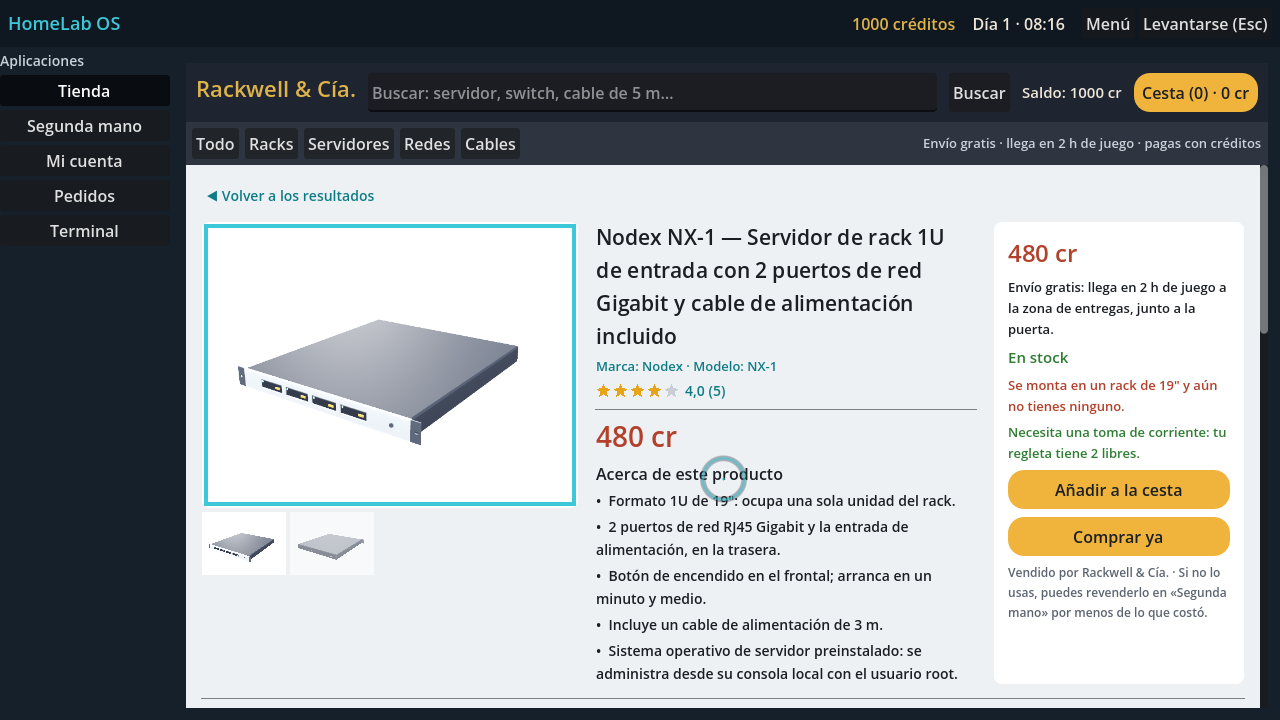 HomeLab OS
1000 créditos
Día 1 · 08:16
Menú
Levantarse (Esc)
Aplicaciones
Tienda
Segunda mano
Mi cuenta
Pedidos
Terminal
Rackwell & Cía.
Buscar: servidor, switch, cable de 5 m...
Buscar
Saldo: 1000 cr
Cesta (0) · 0 cr
Todo
Racks
Servidores
Redes
Cables
Envío gratis · llega en 2 h de juego · pagas con créditos
◀ Volver a los resultados
Nodex NX-1 — Servidor de rack 1U
de entrada con 2 puertos de red
Gigabit y cable de alimentación
incluido
Marca: Nodex · Modelo: NX-1
4,0 (5)
480 cr
Acerca de este producto
• Formato 1U de 19": ocupa una sola unidad del rack.
• 2 puertos de red RJ45 Gigabit y la entrada de
alimentación, en la trasera.
• Botón de encendido en el frontal; arranca en un
minuto y medio.
• Incluye un cable de alimentación de 3 m.
• Sistema operativo de servidor preinstalado: se
administra desde su consola local con el usuario root.
480 cr
Envío gratis: llega en 2 h de juego a
la zona de entregas, junto a la
puerta.
En stock
Se monta en un rack de 19" y aún
no tienes ninguno.
Necesita una toma de corriente: tu
regleta tiene 2 libres.
Añadir a la cesta
Comprar ya
Vendido por Rackwell & Cía. · Si no lo
usas, puedes revenderlo en «Segunda
mano» por menos de lo que costó.